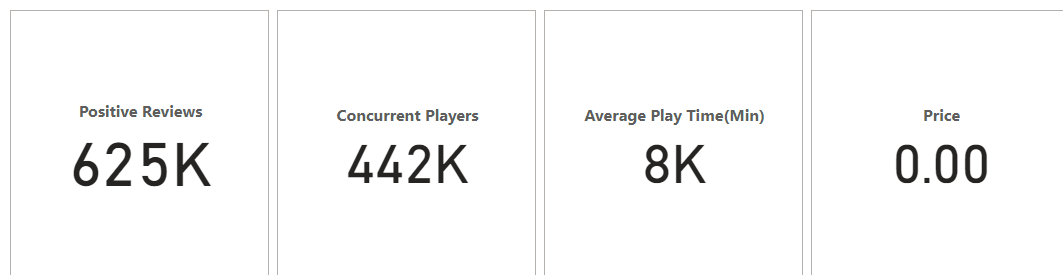 Positive Reviews
625K
Concurrent Players
442K
Average Play Time(Min)
8K
Price
0.00